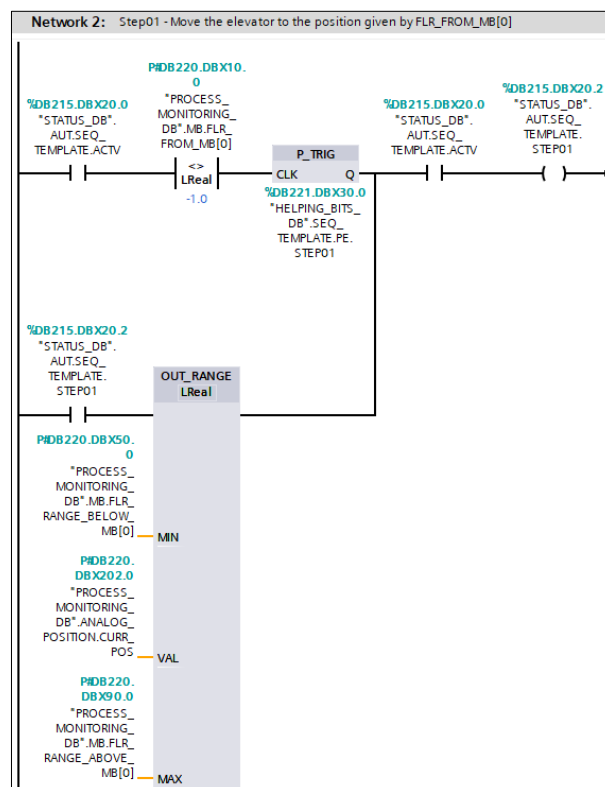 Network 2: Step01 - Move the elevator to the position given by FLR_FROM_MB[0]
P#DB220.DBX10.
0
"PROCESS_
MONITORING_
DB".MB.FLR_
FROM_MB[0]
<>
LReal
-1.0
%DB215.DBX20.0
"STATUS_DB".
AUT.SEQ_
TEMPLATE.ACTV
P_TRIG
CLK Q
%DB221.DBX30.0
"HELPING_BITS_
DB".SEQ_
TEMPLATE.PE.
STEP01
%DB215.DBX20.0
"STATUS_DB".
AUT.SEQ_
TEMPLATE.ACTV
%DB215.DBX20.2
"STATUS_DB".
AUT.SEQ_
TEMPLATE.
STEP01
%DB215.DBX20.2
"STATUS_DB".
AUT.SEQ_
TEMPLATE.
STEP01
OUT_RANGE
LReal
P#DB220.DBX50.
0
"PROCESS_
MONITORING_
DB".MB.FLR_
RANGE_BELOW_
MB[0]
MIN
P#DB220.
DBX202.0
"PROCESS_
MONITORING_
DB".ANALOG_
POSITION.CURR_
POS
VAL
P#DB220.
DBX90.0
"PROCESS_
MONITORING_
DB".MB.FLR_
RANGE_ABOVE_
MB[0]
MAX